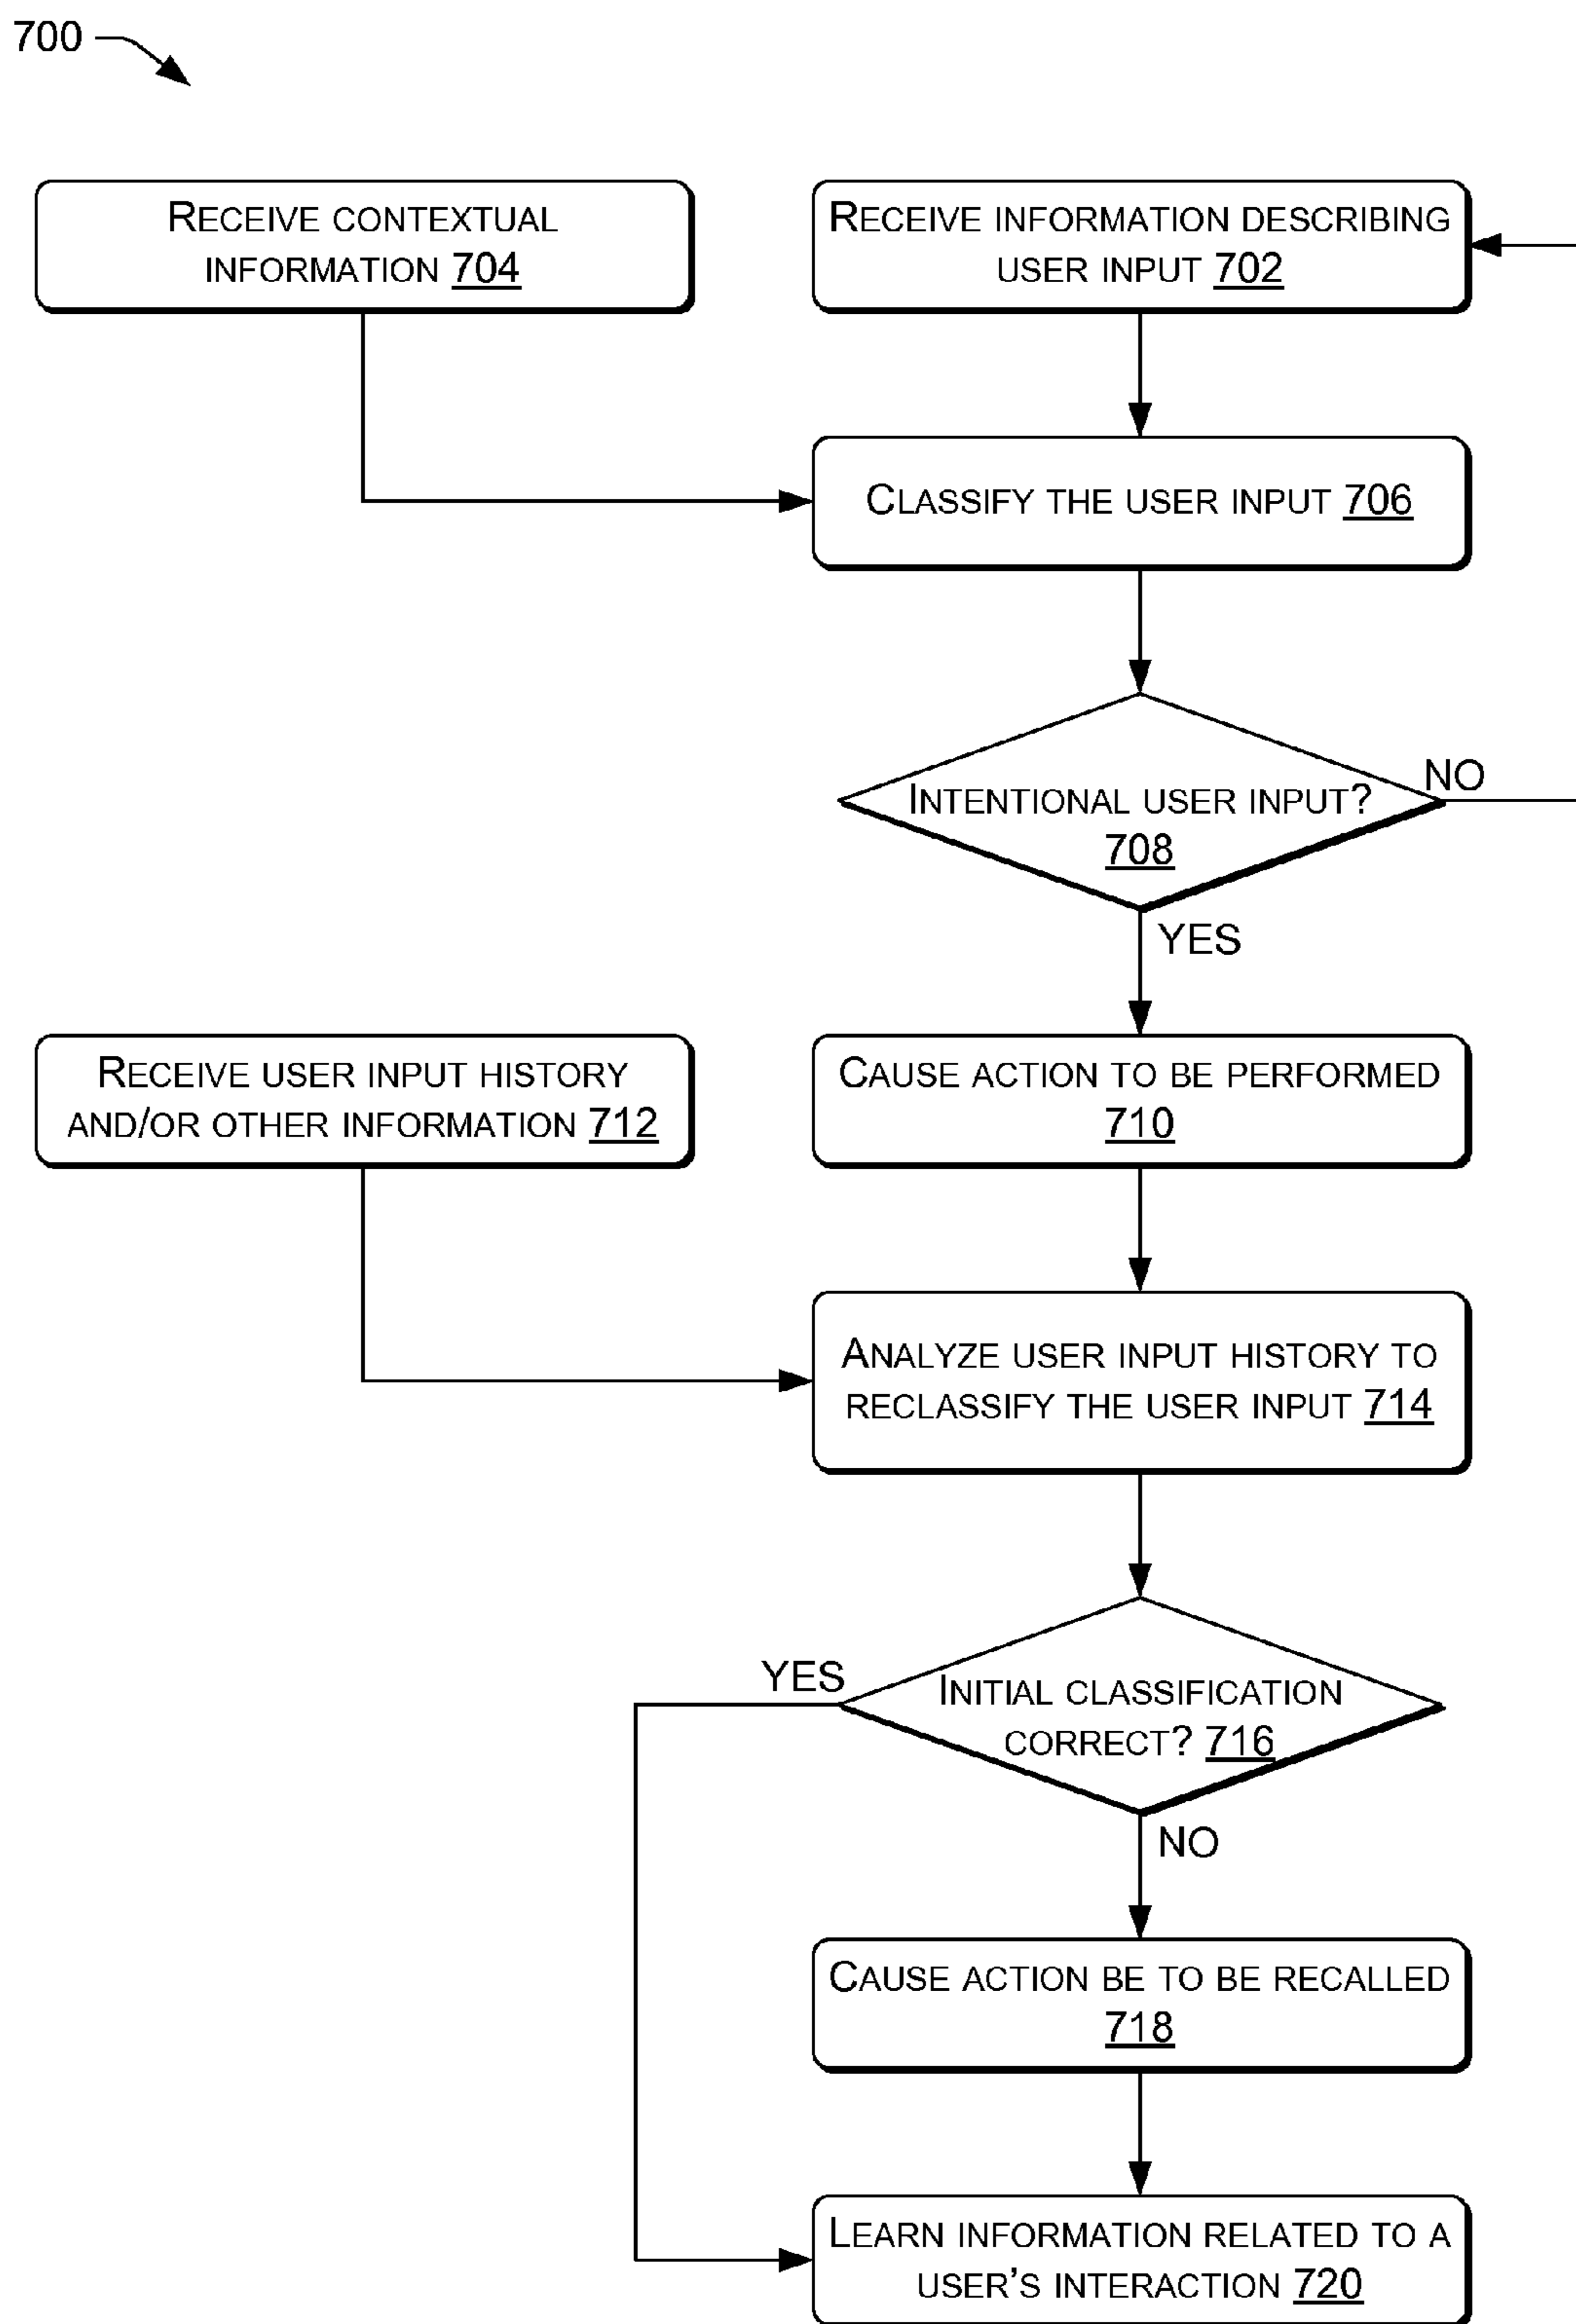 700
RECEIVE CONTEXTUAL
INFORMATION 704
RECEIVE INFORMATION DESCRIBING
USER INPUT 702
CLASSIFY THE USER INPUT 706
INTENTIONAL USER INPUT?
708
NO
YES
RECEIVE USER INPUT HISTORY
AND/OR OTHER INFORMATION 712
CAUSE ACTION TO BE PERFORMED
710
ANALYZE USER INPUT HISTORY TO
RECLASSIFY THE USER INPUT 714
YES
INITIAL CLASSIFICATION
CORRECT? 716
NO
CAUSE ACTION BE TO BE RECALLED
718
LEARN INFORMATION RELATED TO A
USER'S INTERACTION 720